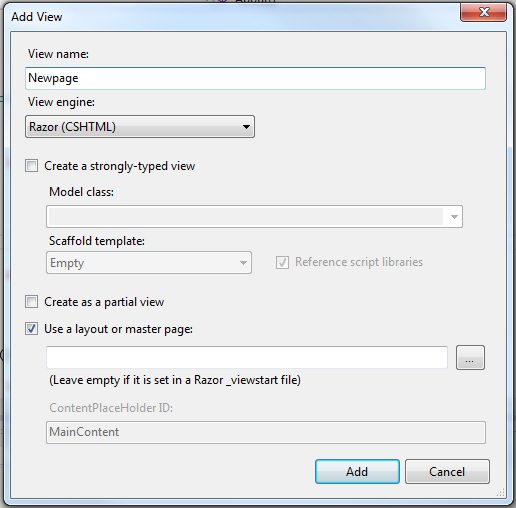 Add View
View name:
Newpage
View engine:
Razor (CSHTML)
Create a strongly-typed view
Model class:
Scaffold template:
Empty
Reference script libraries
Create as a partial view
Use a layout or master page:
...
(Leave empty if it is set in a Razor _viewstart file)
ContentPlaceHolder ID:
MainContent
Add
Cancel